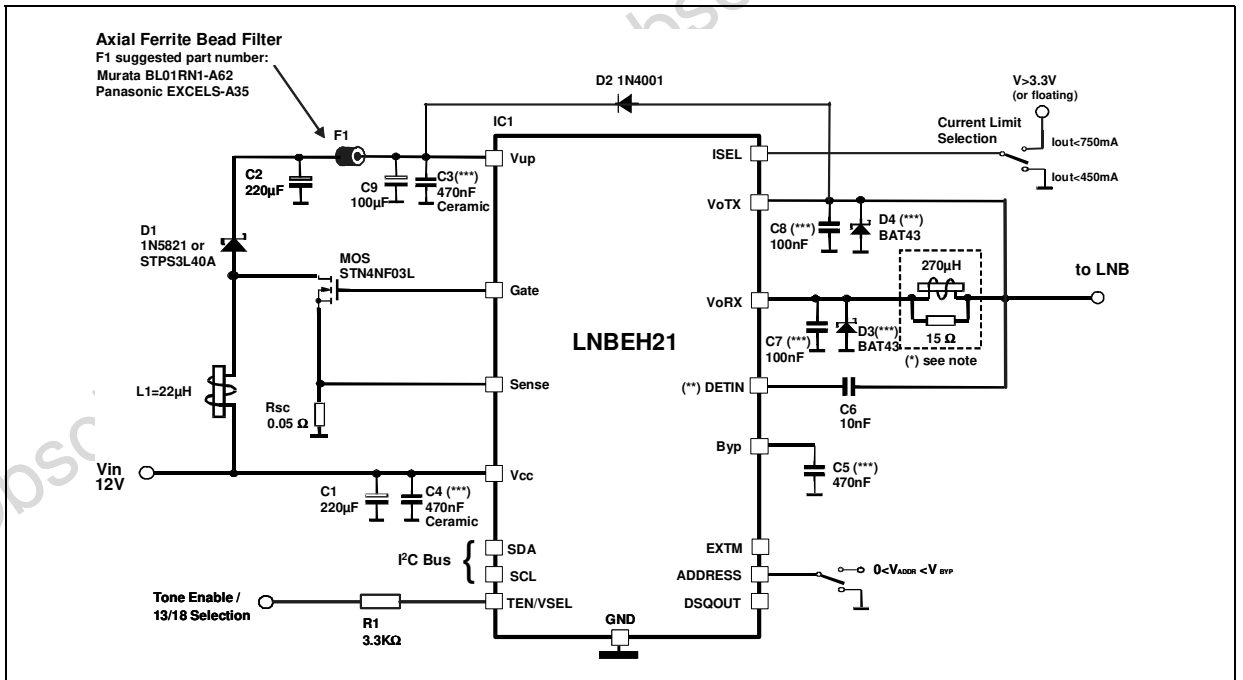 Axial Ferrite Bead Filter
F1 suggested part number:
Murata BL01RN1-A62
Panasonic EXCELS-A35
F1
C2
220µF
C9
100µF
C3(***)
470nF
Ceramic
D1
1N5821 or
STPS3L40A
MOS
STN4NF03L
L1=22µH
Rsc
0.05 Ω
Vin
12V
C1
220µF
C4 (***)
470nF
Ceramic
I²C Bus
{
Tone Enable /
13/18 Selection
R1
3.3KΩ
IC1
LNBEH21
Vup
Gate
Sense
Vcc
SDA
SCL
TEN/VSEL
GND
ISEL
VoTX
VoRX
(**) DETIN
Byp
EXTM
ADDRESS
DSQOUT
D2 1N4001
V>3.3V
(or floating)
Current Limit
Selection
Iout<750mA
Iout<450mA
C8 (***)
100nF
D4 (***)
BAT43
270µH
15 Ω
(*) see note
to LNB
C7 (***)
100nF
D3(***)
BAT43
C6
10nF
C5 (***)
470nF
0<VADDR <V BYP